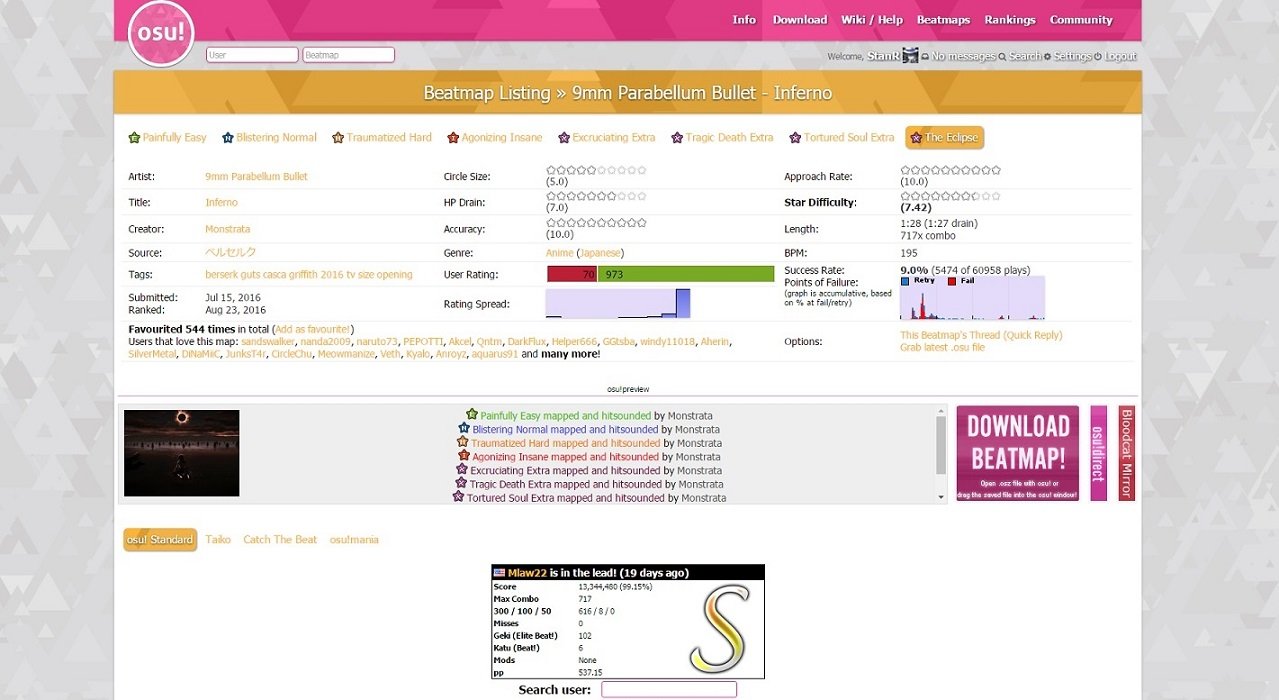 osu!
Info Download Wiki / Help Beatmaps Rankings Community
User Beatmap
Welcome, StanR No messages Search Settings Logout
Beatmap Listing » 9mm Parabellum Bullet - Inferno
Painfully Easy Blistering Normal Traumatized Hard Agonizing Insane Excruciating Extra Tragic Death Extra Tortured Soul Extra The Eclipse
Artist: 9mm Parabellum Bullet Circle Size: (5.0) Approach Rate: (10.0)
Title: Inferno HP Drain: (7.0) Star Difficulty: (7.42)
Creator: Monstrata Accuracy: (10.0) Length: 1:28 (1:27 drain)
717x combo
Source: ベルセルク Genre: Anime (Japanese) BPM: 195
Tags: berserk guts casca griffith 2016 tv size opening User Rating: 70 973 Success Rate: 9.0% (5474 of 60958 plays)
Points of Failure:
(graph is accumulative, based
on % at fail/retry)
Retry Fail
Submitted: Jul 15, 2016
Ranked: Aug 23, 2016
Rating Spread:
Favourited 544 times in total (Add as favourite!)
Users that love this map: sandswalker, nanda2009, naruto73, PEPOTTI, Akcel, Qntm, DarkFlux, Helper666, GGtsba, windy11018, Aherin,
SilverMetal, DiNaMiiC, JunksT4r, CircleChu, Meowmanize, Veth, Kyalo, Anroyz, aquarus91 and many more!
Options: This Beatmap's Thread (Quick Reply)
Grab latest .osu file
osu!preview
Painfully Easy mapped and hitsounded by Monstrata
Blistering Normal mapped and hitsounded by Monstrata
Traumatized Hard mapped and hitsounded by Monstrata
Agonizing Insane mapped and hitsounded by Monstrata
Excruciating Extra mapped and hitsounded by Monstrata
Tragic Death Extra mapped and hitsounded by Monstrata
Tortured Soul Extra mapped and hitsounded by Monstrata
DOWNLOAD
BEATMAP!
Open .osz file with osu! or
drag the saved file into the osu! window!
osu!direct
Bloodcat Mirror
osu! Standard Taiko Catch The Beat osu!mania
Mlaw22 is in the lead! (19 days ago)
Score 13,344,480 (99.15%)
Max Combo 717
300 / 100 / 50 616 / 8 / 0
Misses 0
Geki (Elite Beat!) 102
Katu (Beat!) 6
Mods None
pp 537.15
S
Search user: